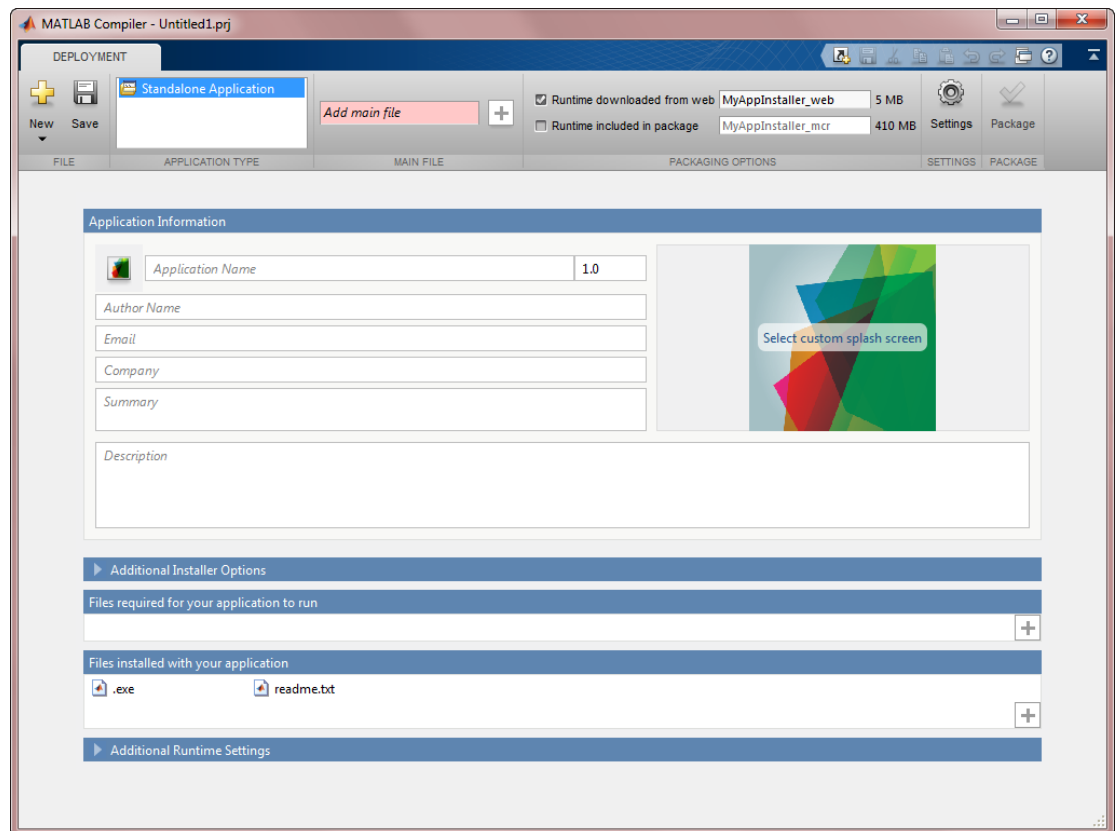 MATLAB Compiler - Untitled1.prj
DEPLOYMENT
New
Save
FILE
Standalone Application
APPLICATION TYPE
Add main file
MAIN FILE
Runtime downloaded from web MyAppInstaller_web 5 MB
Runtime included in package MyAppInstaller_mcr 410 MB
PACKAGING OPTIONS
Settings
SETTINGS
Package
PACKAGE
Application Information
Application Name 1.0
Author Name
Email
Company
Summary
Select custom splash screen
Description
Additional Installer Options
Files required for your application to run
Files installed with your application
.exe readme.txt
Additional Runtime Settings